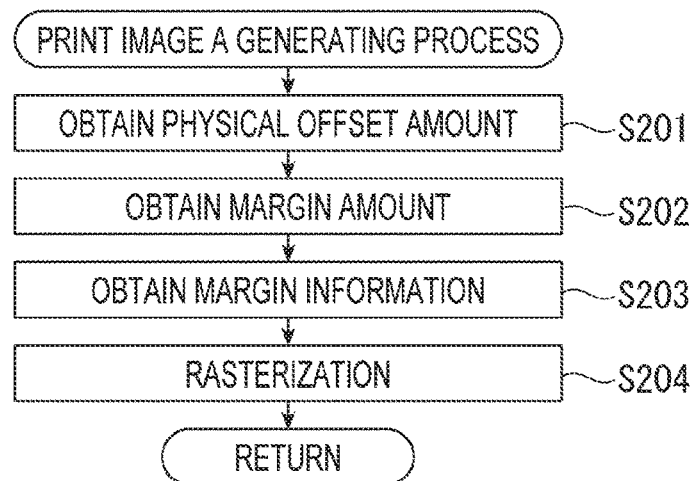 PRINT IMAGE A GENERATING PROCESS
OBTAIN PHYSICAL OFFSET AMOUNT S201
OBTAIN MARGIN AMOUNT S202
OBTAIN MARGIN INFORMATION S203
RASTERIZATION S204
RETURN